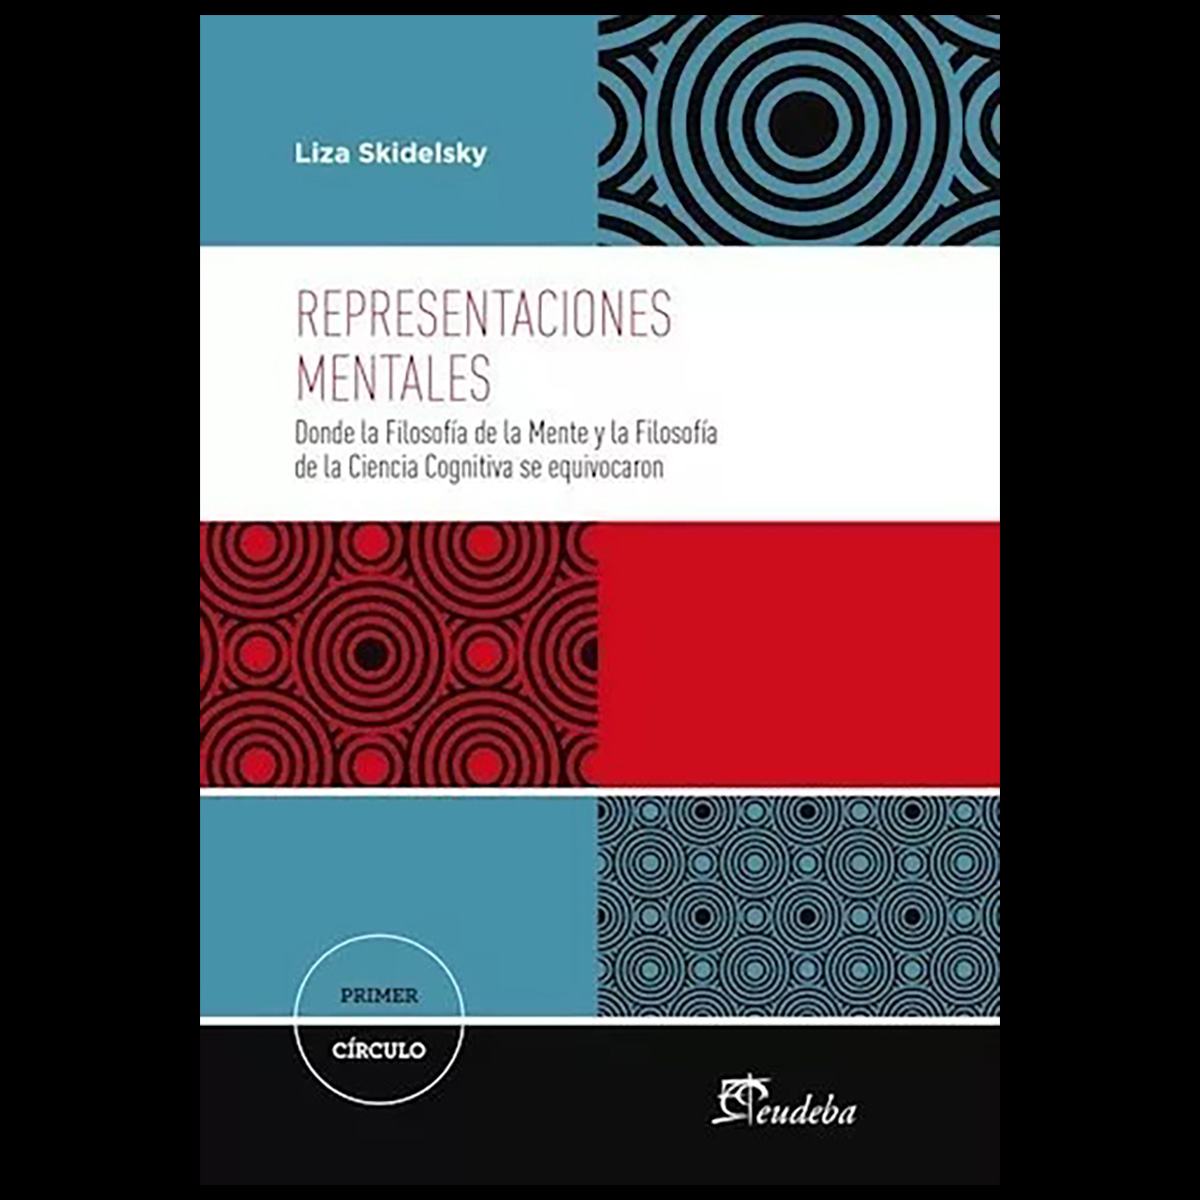 Liza Skidelsky
REPRESENTACIONES
MENTALES
Donde la Filosofía de la Mente y la Filosofía
de la Ciencia Cognitiva se equivocaron
PRIMER
CÍRCULO
eudeba